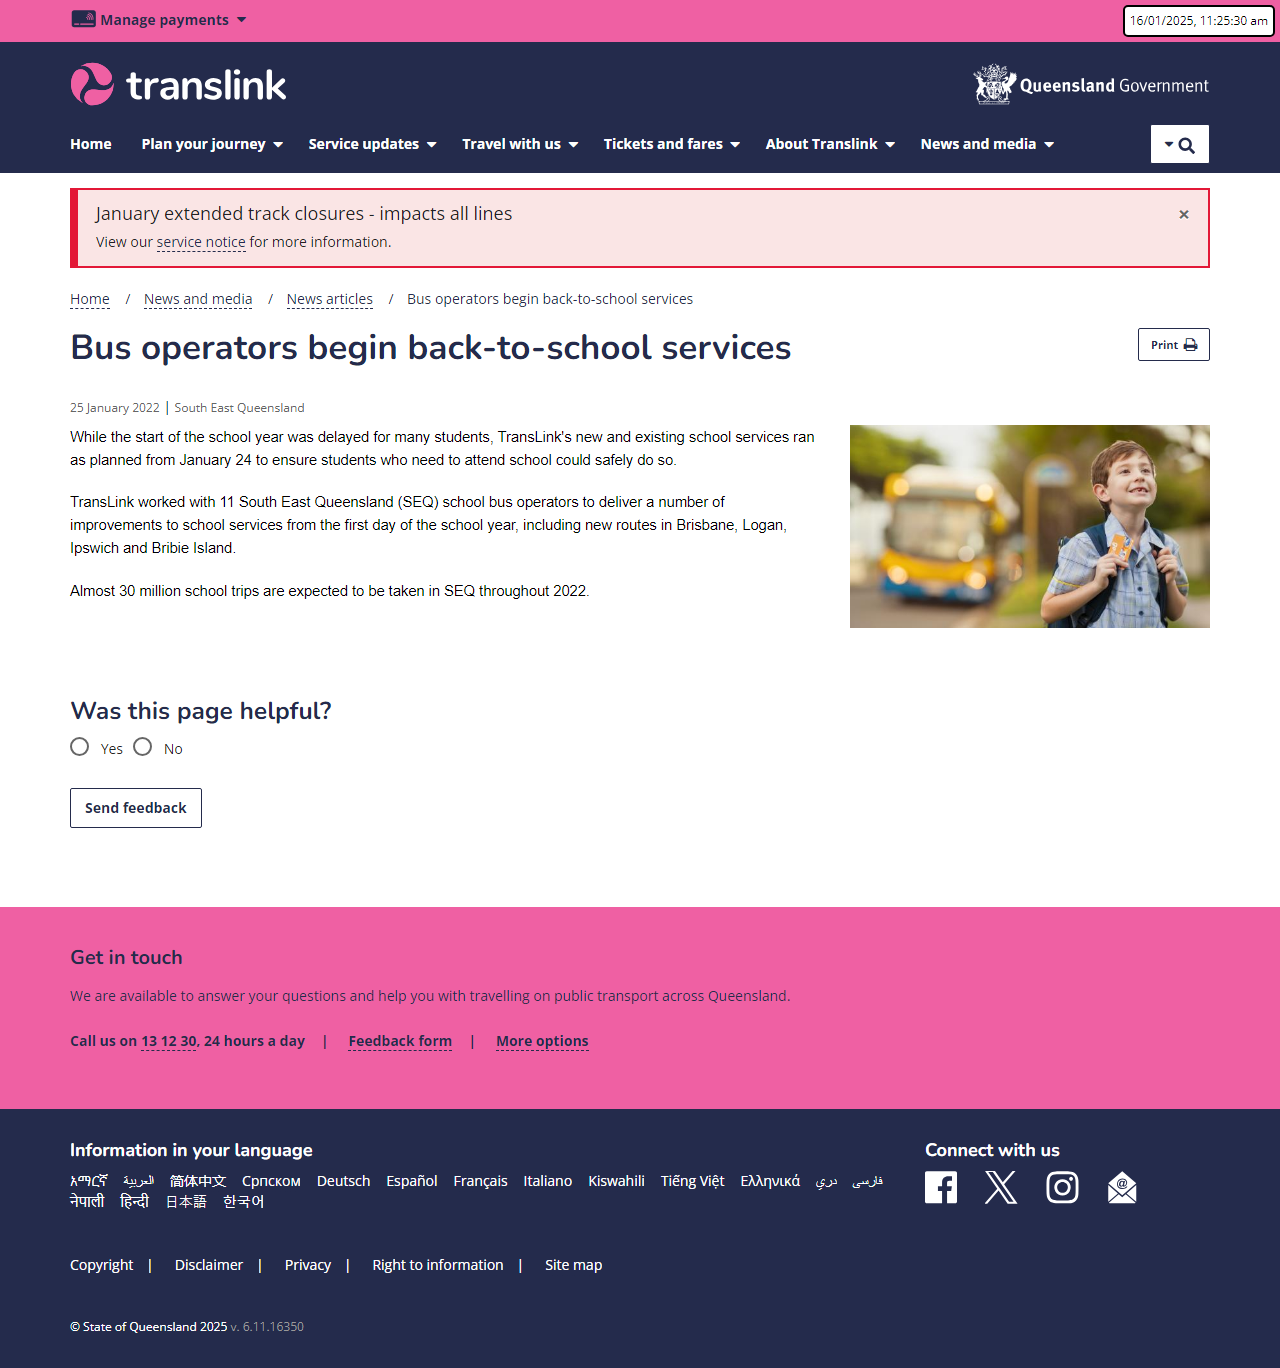 Manage payments
16/01/2025, 11:25:30 am
translink
Queensland Government
Home Plan your journey Service updates Travel with us Tickets and fares About Translink News and media
January extended track closures - impacts all lines
×
View our service notice for more information.
Home / News and media / News articles / Bus operators begin back-to-school services
Bus operators begin back-to-school services
Print
25 January 2022 | South East Queensland
While the start of the school year was delayed for many students, TransLink's new and existing school services ran
as planned from January 24 to ensure students who need to attend school could safely do so.
TransLink worked with 11 South East Queensland (SEQ) school bus operators to deliver a number of
improvements to school services from the first day of the school year, including new routes in Brisbane, Logan,
Ipswich and Bribie Island.
Almost 30 million school trips are expected to be taken in SEQ throughout 2022.
Was this page helpful?
Yes No
Send feedback
Get in touch
We are available to answer your questions and help you with travelling on public transport across Queensland.
Call us on 13 12 30, 24 hours a day | Feedback form | More options
Information in your language
አማርኛ العربية 简体中文 Српском Deutsch Español Français Italiano Kiswahili Tiếng Việt Ελληνικά دري فارسی
नेपाली हिन्दी 日本語 한국어
Connect with us
Copyright | Disclaimer | Privacy | Right to information | Site map
© State of Queensland 2025 v. 6.11.16350